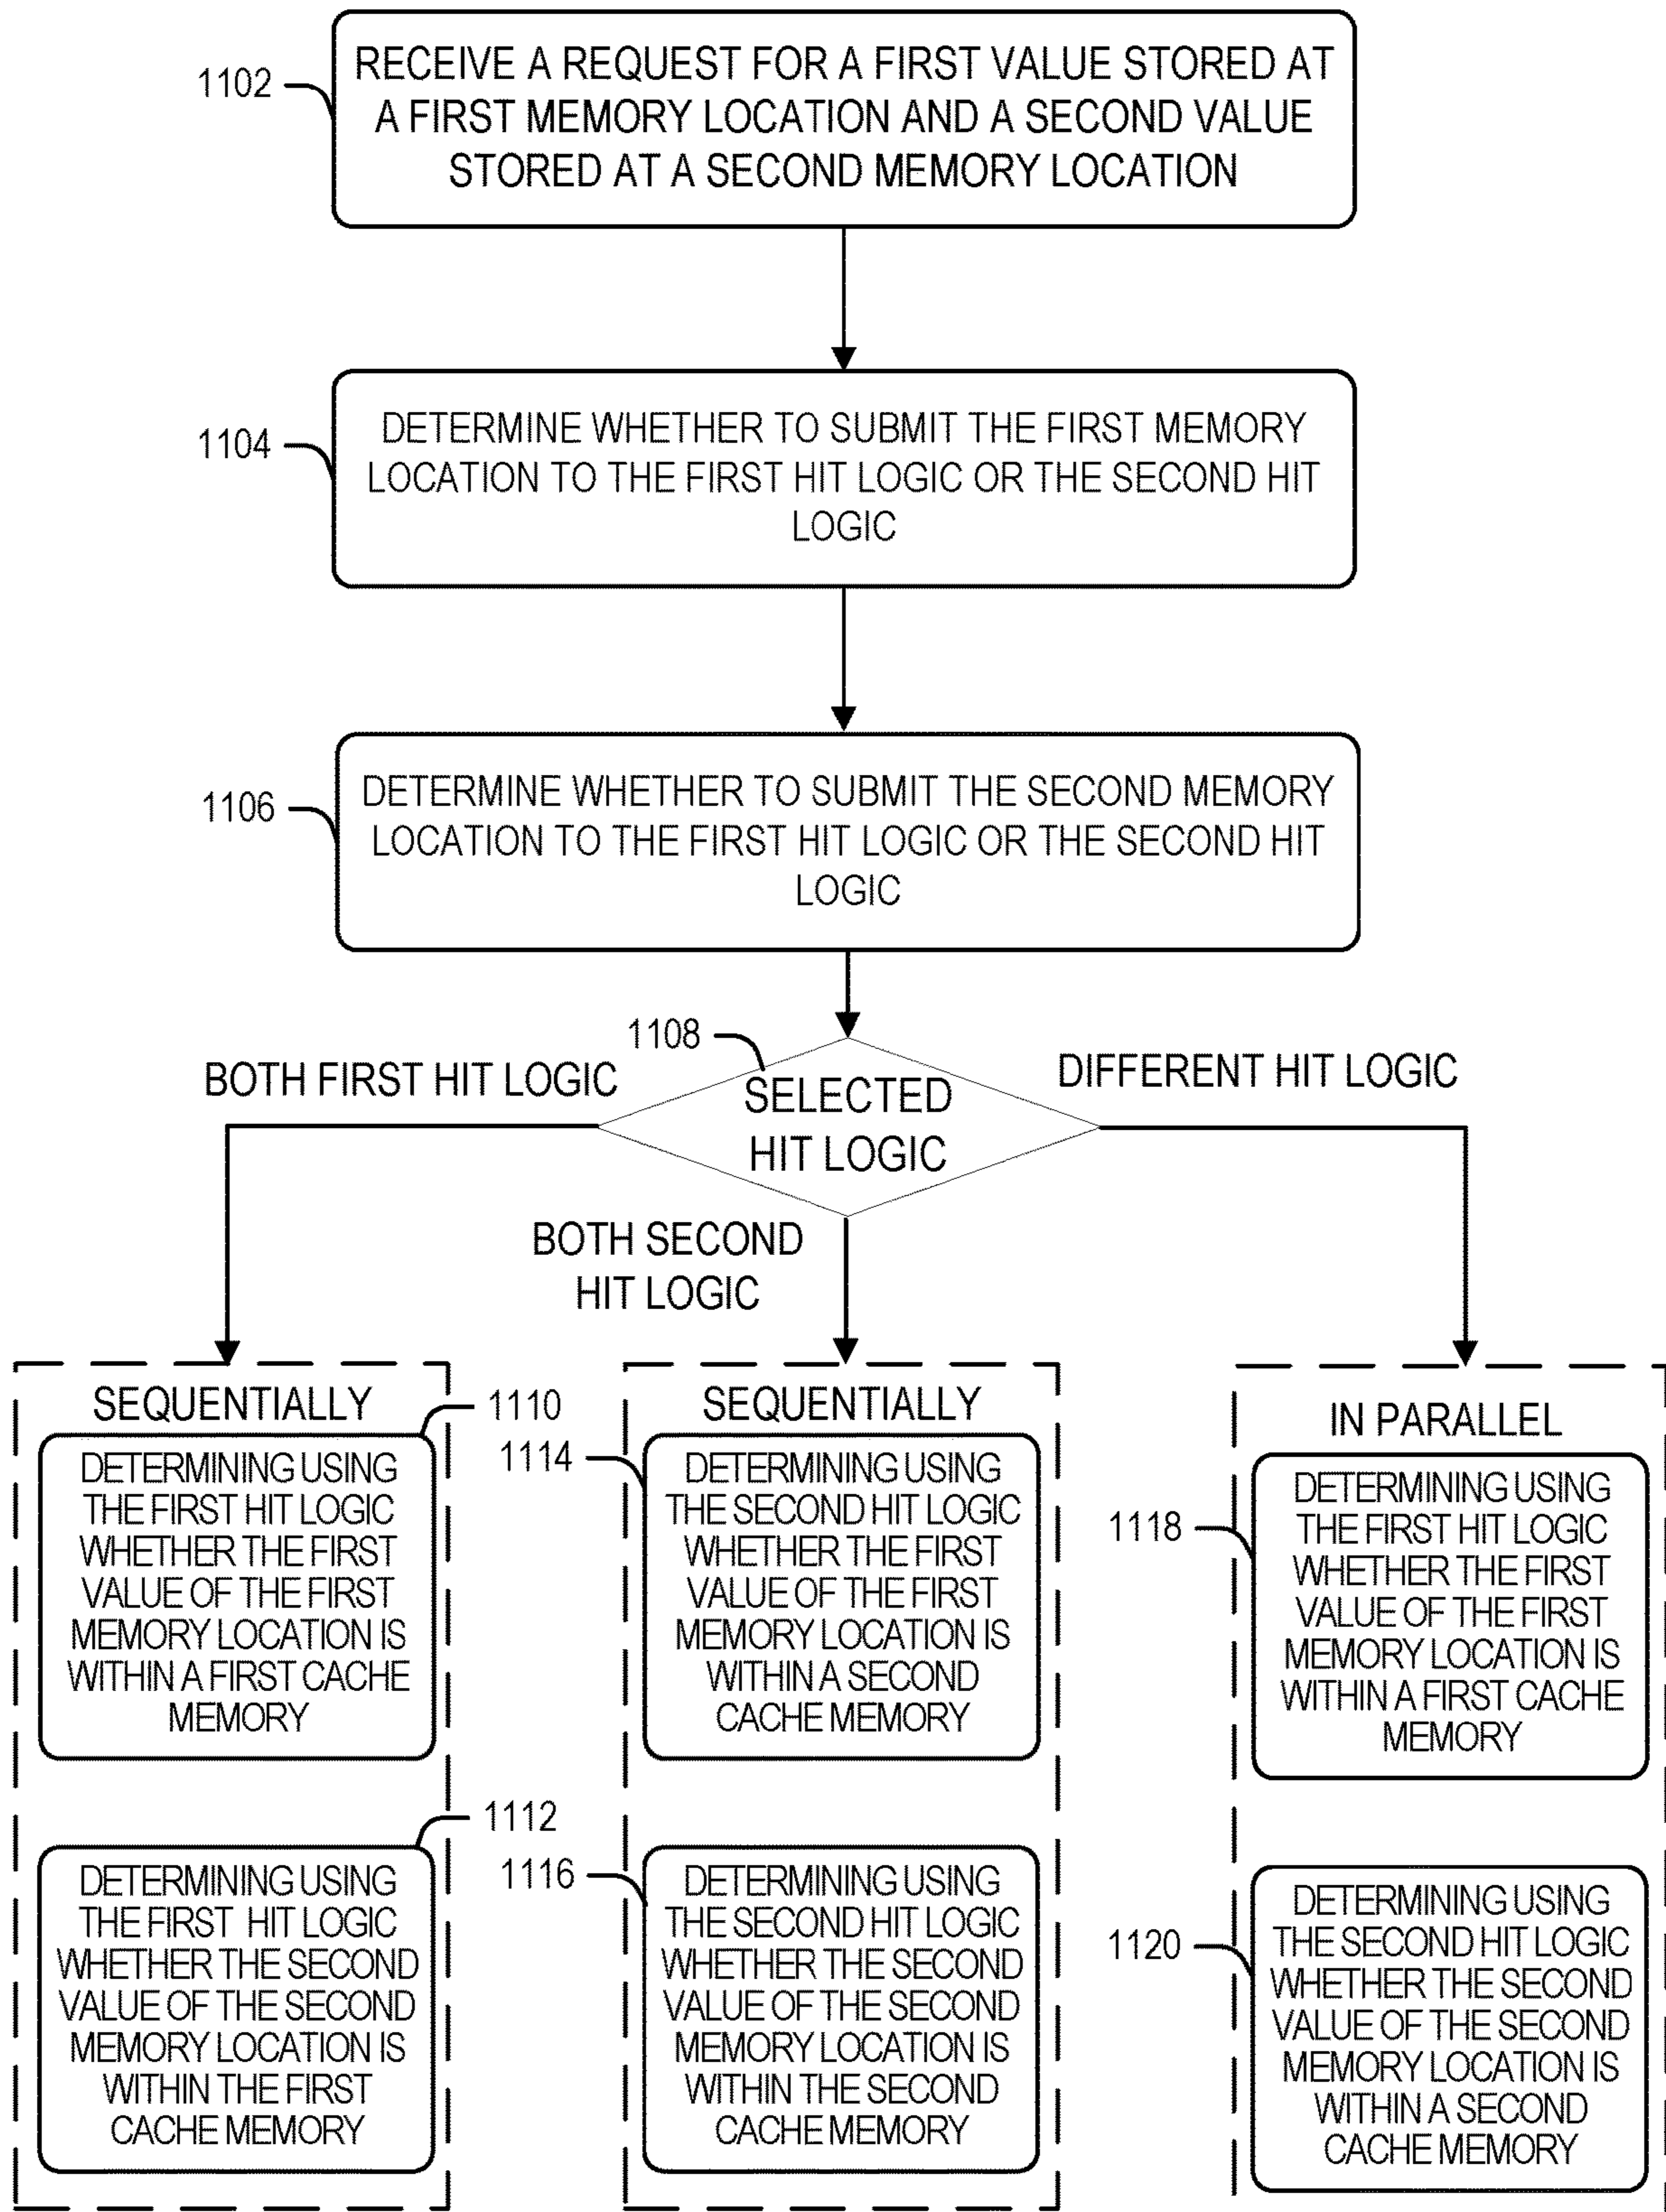 1102
RECEIVE A REQUEST FOR A FIRST VALUE STORED AT
A FIRST MEMORY LOCATION AND A SECOND VALUE
STORED AT A SECOND MEMORY LOCATION
1104
DETERMINE WHETHER TO SUBMIT THE FIRST MEMORY
LOCATION TO THE FIRST HIT LOGIC OR THE SECOND HIT
LOGIC
1106
DETERMINE WHETHER TO SUBMIT THE SECOND MEMORY
LOCATION TO THE FIRST HIT LOGIC OR THE SECOND HIT
LOGIC
1108
SELECTED
HIT LOGIC
BOTH FIRST HIT LOGIC
BOTH SECOND
HIT LOGIC
DIFFERENT HIT LOGIC
SEQUENTIALLY
1110
DETERMINING USING
THE FIRST HIT LOGIC
WHETHER THE FIRST
VALUE OF THE FIRST
MEMORY LOCATION IS
WITHIN A FIRST CACHE
MEMORY
1112
DETERMINING USING
THE FIRST HIT LOGIC
WHETHER THE SECOND
VALUE OF THE SECOND
MEMORY LOCATION IS
WITHIN THE FIRST
CACHE MEMORY
SEQUENTIALLY
1114
DETERMINING USING
THE SECOND HIT LOGIC
WHETHER THE FIRST
VALUE OF THE FIRST
MEMORY LOCATION IS
WITHIN A SECOND
CACHE MEMORY
1116
DETERMINING USING
THE SECOND HIT LOGIC
WHETHER THE SECOND
VALUE OF THE SECOND
MEMORY LOCATION IS
WITHIN THE SECOND
CACHE MEMORY
IN PARALLEL
1118
DETERMINING USING
THE FIRST HIT LOGIC
WHETHER THE FIRST
VALUE OF THE FIRST
MEMORY LOCATION IS
WITHIN A FIRST CACHE
MEMORY
1120
DETERMINING USING
THE SECOND HIT LOGIC
WHETHER THE SECOND
VALUE OF THE SECOND
MEMORY LOCATION IS
WITHIN A SECOND
CACHE MEMORY